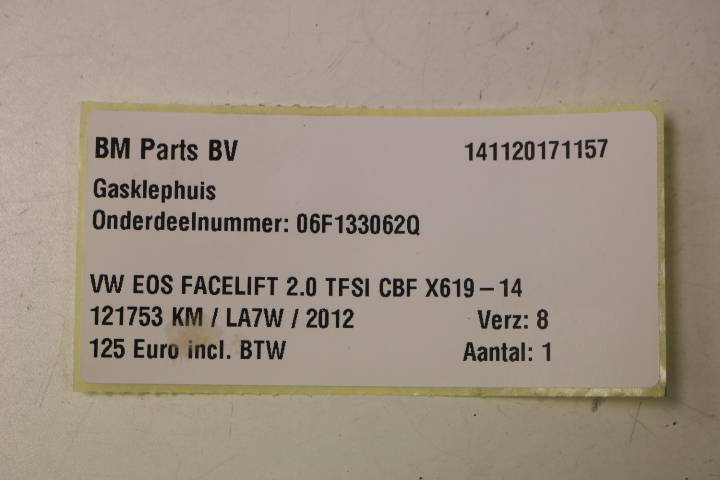 BM Parts BV 141120171157
Gasklephuis
Onderdeelnummer: 06F133062Q
VW EOS FACELIFT 2.0 TFSI CBF X619-14
121753 KM / LA7W / 2012 Verz: 8
125 Euro incl. BTW Aantal: 1